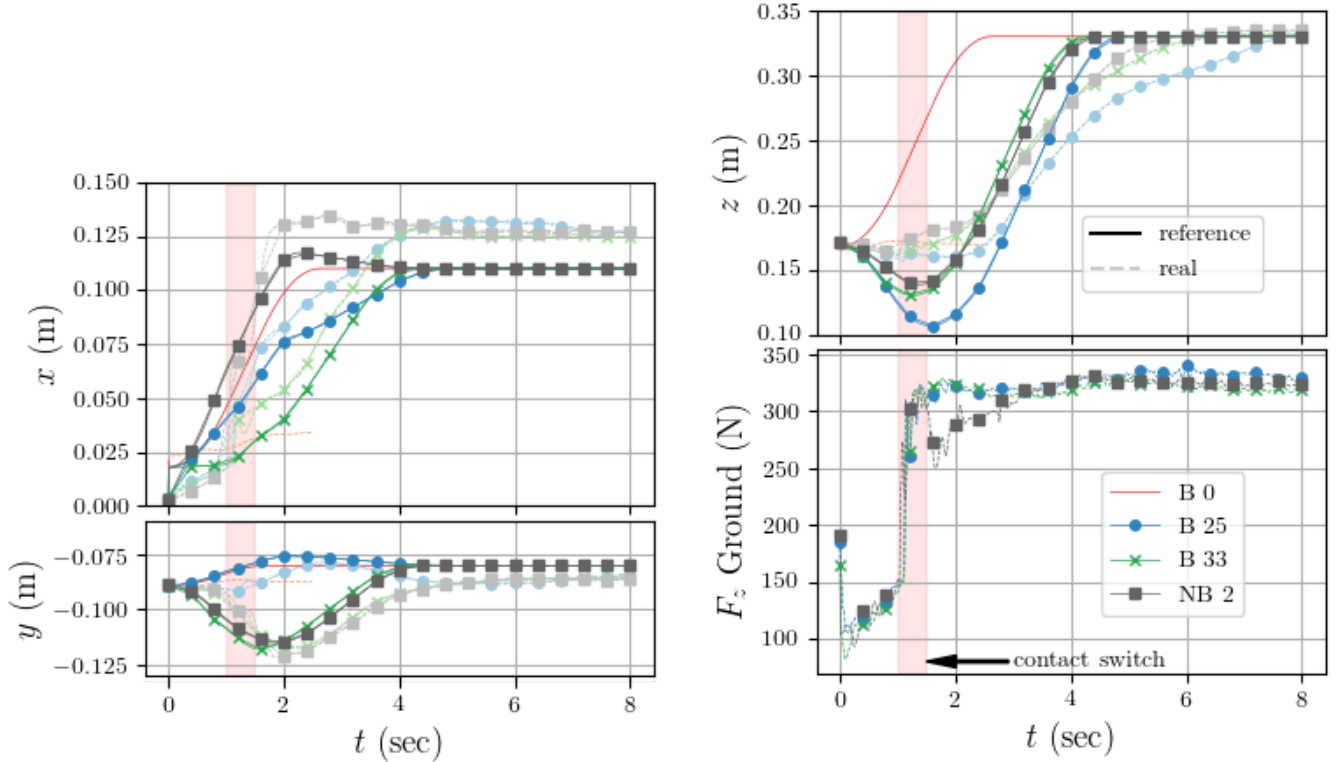 0.150
0.125
0.100
0.075
0.050
0.025
0.000
x (m)
−0.075
−0.100
−0.125
y (m)
0
2
4
6
8
t (sec)
0.35
0.30
0.25
0.20
0.15
0.10
z (m)
reference
real
350
300
250
200
150
100
F_z Ground (N)
B 0
B 25
B 33
NB 2
contact switch
0
2
4
6
8
t (sec)